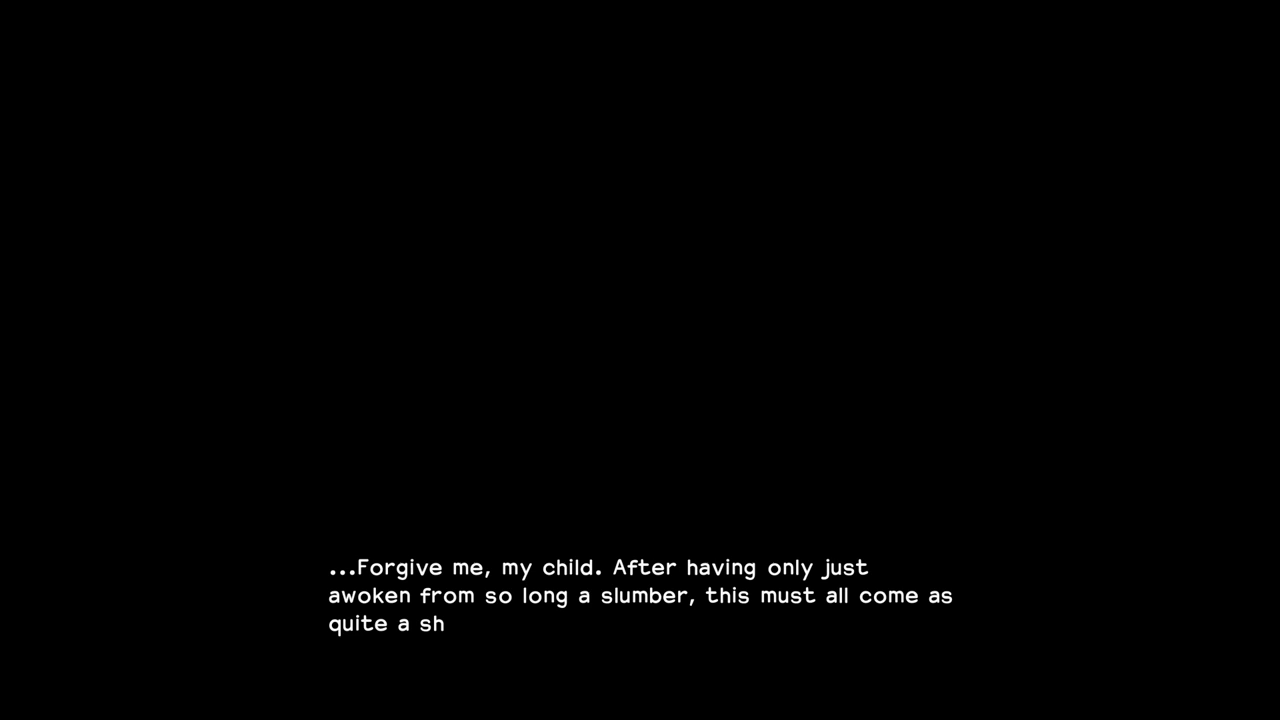 ...Forgive me, my child. After having only just
awoken from so long a slumber, this must all come as
quite a sh